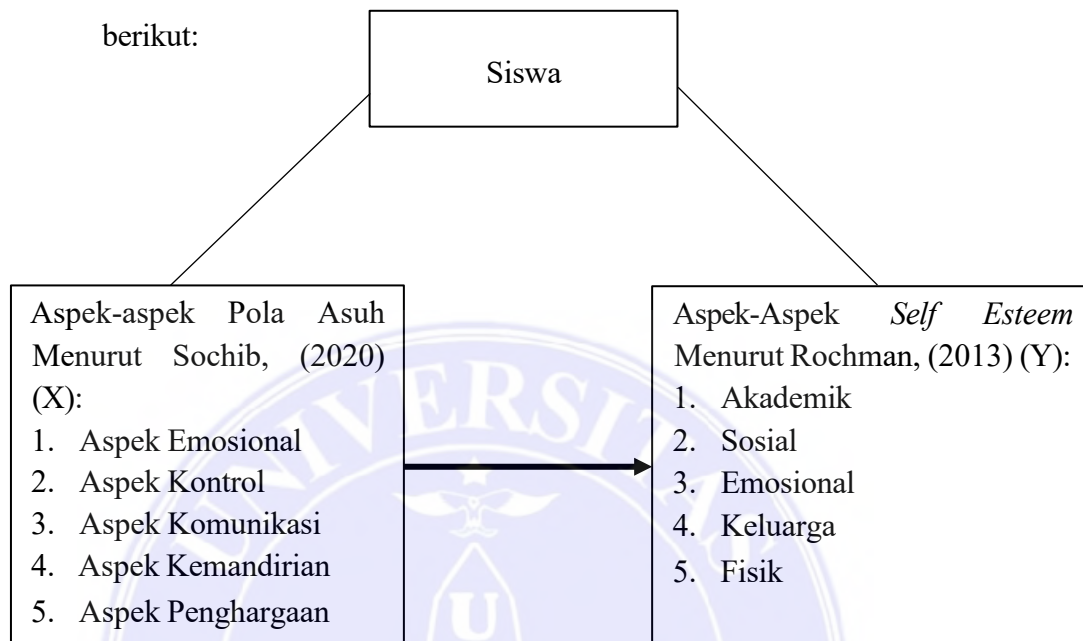 berikut:
Siswa
Aspek-aspek Pola Asuh
Menurut Sochib, (2020)
(X):
1. Aspek Emosional
2. Aspek Kontrol
3. Aspek Komunikasi
4. Aspek Kemandirian
5. Aspek Penghargaan
Aspek-Aspek Self Esteem
Menurut Rochman, (2013) (Y):
1. Akademik
2. Sosial
3. Emosional
4. Keluarga
5. Fisik
UNIVERSITAS
U